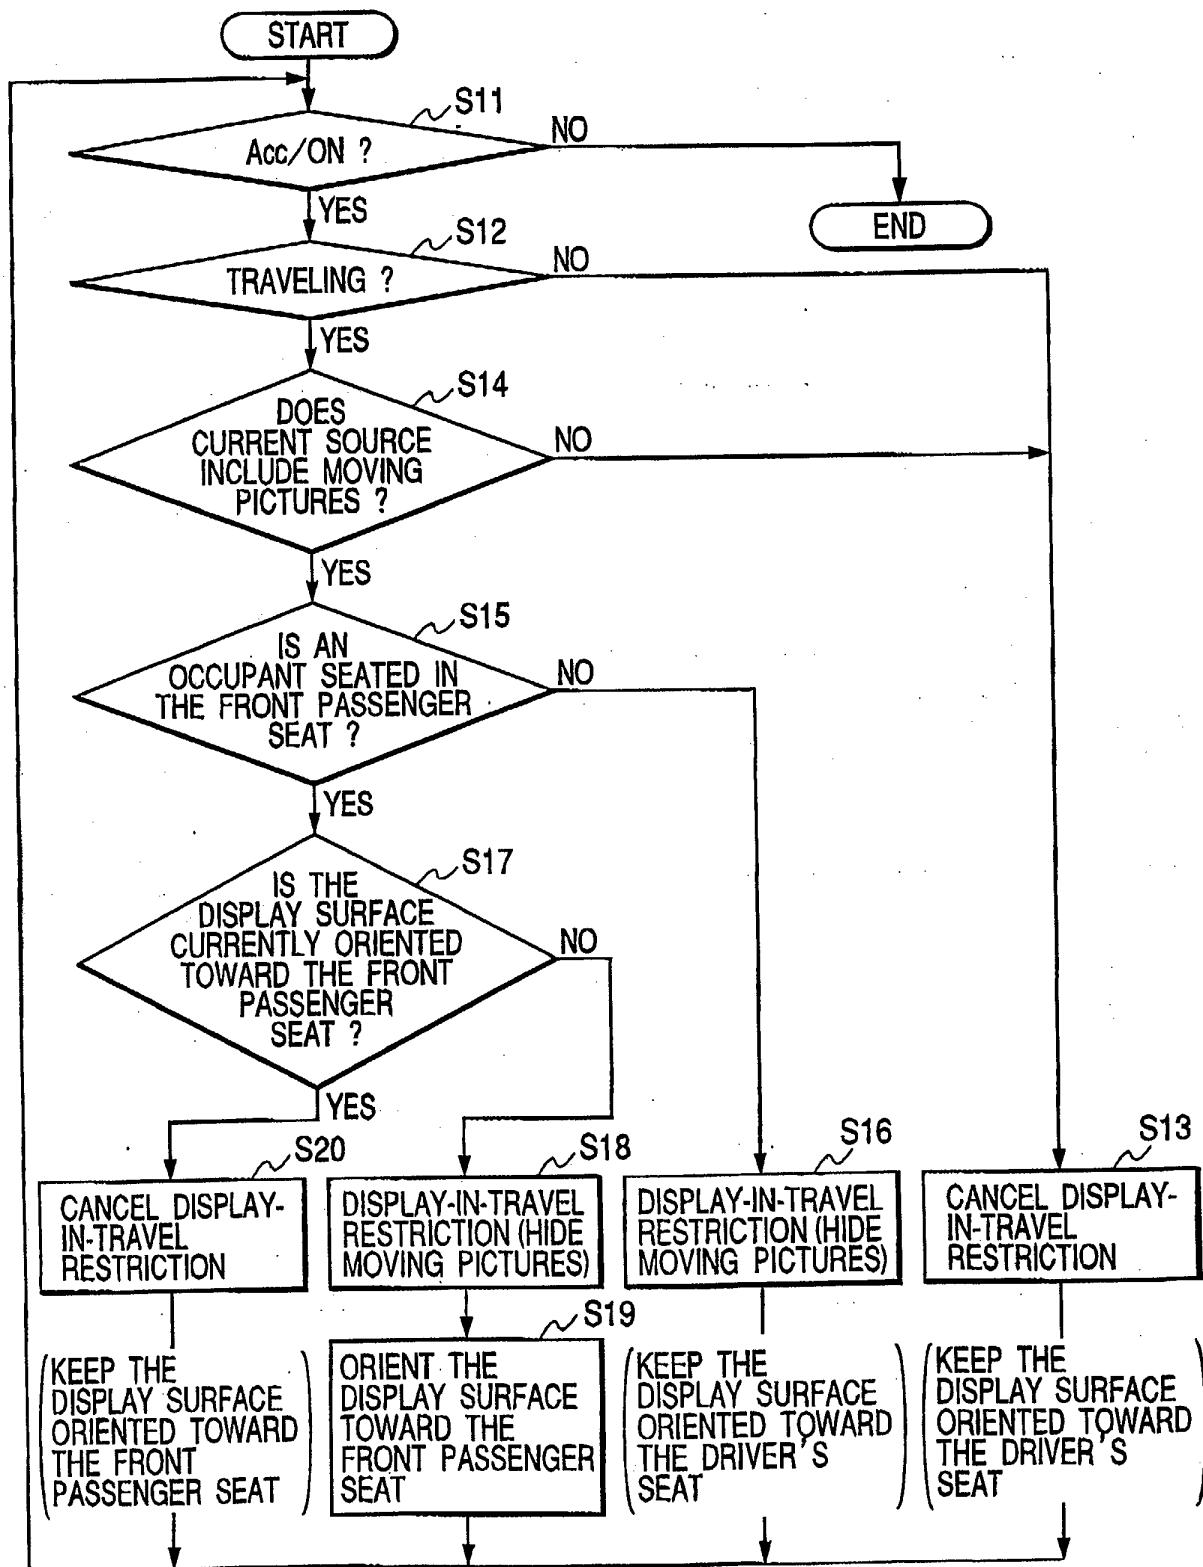 START
S11
Acc/ON ?
NO
YES
END
S12
TRAVELING ?
NO
YES
S14
DOES
CURRENT SOURCE
INCLUDE MOVING
PICTURES ?
NO
YES
S15
IS AN
OCCUPANT SEATED IN
THE FRONT PASSENGER
SEAT ?
NO
YES
S17
IS THE
DISPLAY SURFACE
CURRENTLY ORIENTED
TOWARD THE FRONT
PASSENGER
SEAT ?
NO
YES
S20
CANCEL DISPLAY-
IN-TRAVEL
RESTRICTION
(KEEP THE
DISPLAY SURFACE
ORIENTED TOWARD
THE FRONT
PASSENGER SEAT)
S18
DISPLAY-IN-TRAVEL
RESTRICTION (HIDE
MOVING PICTURES)
S19
ORIENT THE
DISPLAY SURFACE
TOWARD THE
FRONT PASSENGER
SEAT
S16
DISPLAY-IN-TRAVEL
RESTRICTION (HIDE
MOVING PICTURES)
(KEEP THE
DISPLAY SURFACE
ORIENTED TOWARD
THE DRIVER'S
SEAT)
S13
CANCEL DISPLAY-
IN-TRAVEL
RESTRICTION
(KEEP THE
DISPLAY SURFACE
ORIENTED TOWARD
THE DRIVER'S
SEAT)